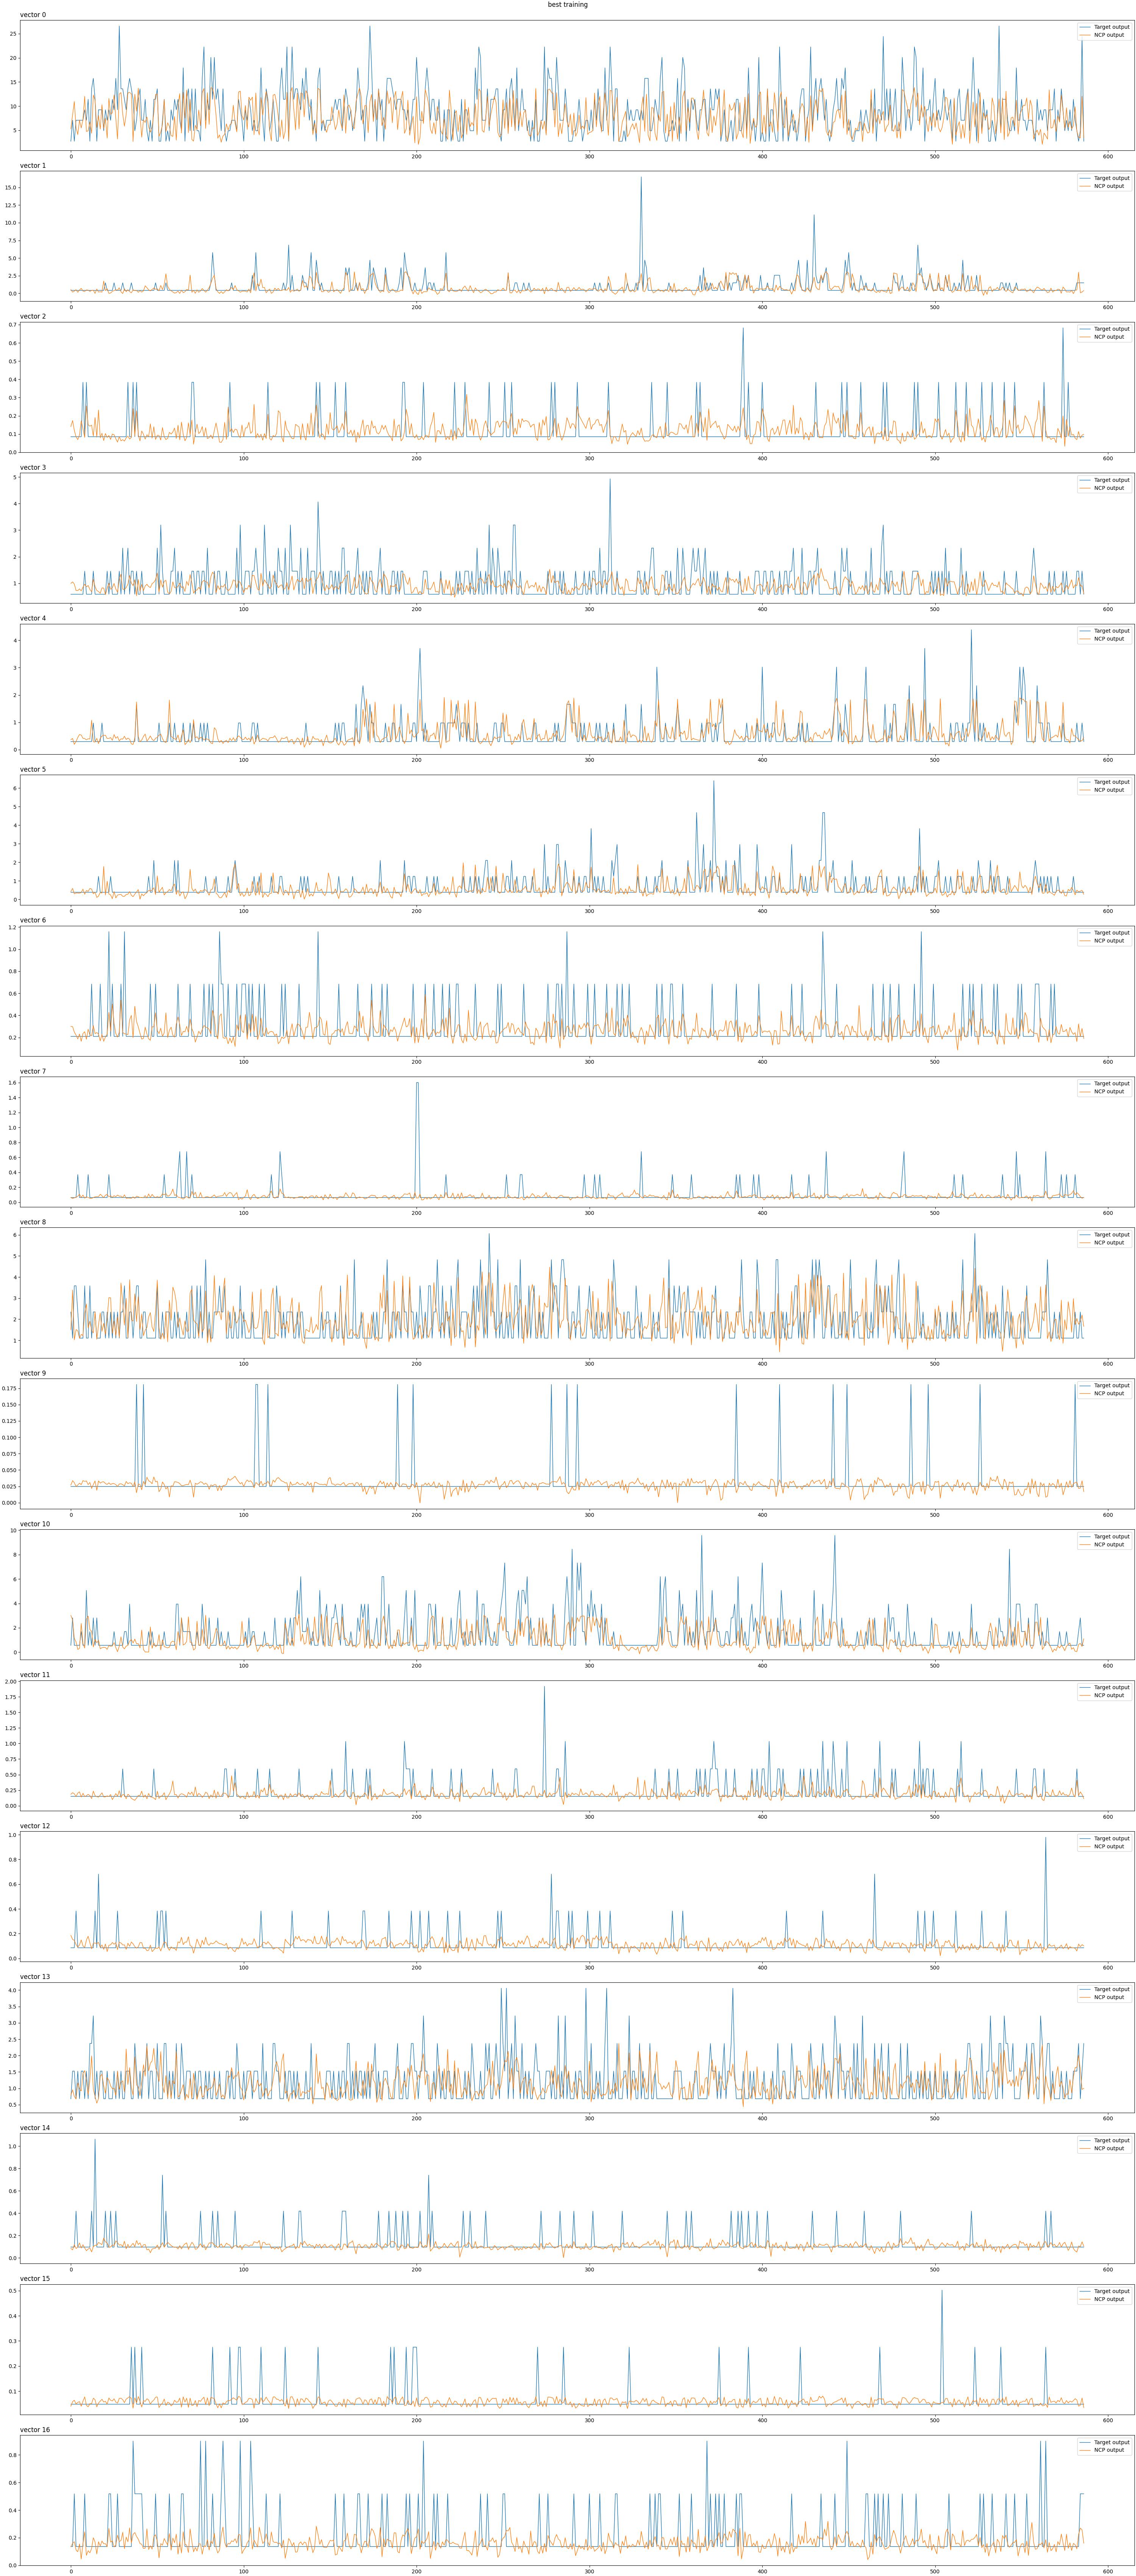 best training
vector 0
Target output
NCP output
25
20
15
10
5
0 100 200 300 400 500 600
vector 1
Target output
NCP output
15.0
12.5
10.0
7.5
5.0
2.5
0.0
0 100 200 300 400 500 600
vector 2
Target output
NCP output
0.7
0.6
0.5
0.4
0.3
0.2
0.1
0.0
0 100 200 300 400 500 600
vector 3
Target output
NCP output
5
4
3
2
1
0 100 200 300 400 500 600
vector 4
Target output
NCP output
4
3
2
1
0
0 100 200 300 400 500 600
vector 5
Target output
NCP output
6
5
4
3
2
1
0
0 100 200 300 400 500 600
vector 6
Target output
NCP output
1.2
1.0
0.8
0.6
0.4
0.2
0 100 200 300 400 500 600
vector 7
Target output
NCP output
1.6
1.4
1.2
1.0
0.8
0.6
0.4
0.2
0.0
0 100 200 300 400 500 600
vector 8
Target output
NCP output
6
5
4
3
2
1
0 100 200 300 400 500 600
vector 9
Target output
NCP output
0.175
0.150
0.125
0.100
0.075
0.050
0.025
0.000
0 100 200 300 400 500 600
vector 10
Target output
NCP output
10
8
6
4
2
0
0 100 200 300 400 500 600
vector 11
Target output
NCP output
2.00
1.75
1.50
1.25
1.00
0.75
0.50
0.25
0.00
0 100 200 300 400 500 600
vector 12
Target output
NCP output
1.0
0.8
0.6
0.4
0.2
0.0
0 100 200 300 400 500 600
vector 13
Target output
NCP output
4.0
3.5
3.0
2.5
2.0
1.5
1.0
0.5
0 100 200 300 400 500 600
vector 14
Target output
NCP output
1.0
0.8
0.6
0.4
0.2
0.0
0 100 200 300 400 500 600
vector 15
Target output
NCP output
0.5
0.4
0.3
0.2
0.1
0 100 200 300 400 500 600
vector 16
Target output
NCP output
0.8
0.6
0.4
0.2
0.0
0 100 200 300 400 500 600